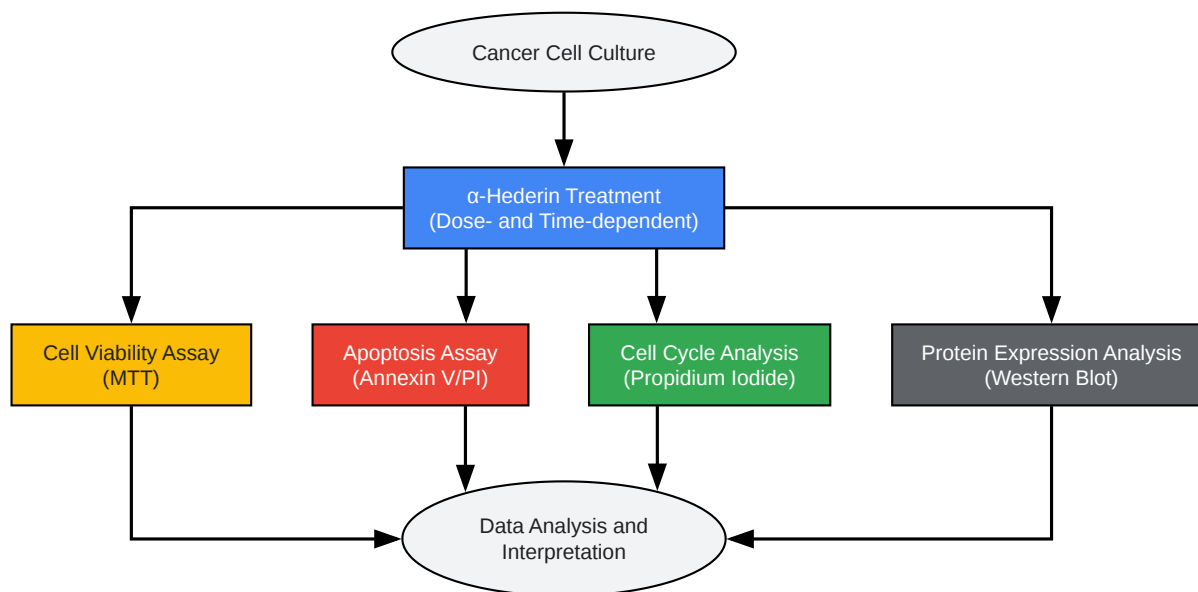 Cancer Cell Culture
α-Hederin Treatment
(Dose- and Time-dependent)
Cell Viability Assay
(MTT)
Apoptosis Assay
(Annexin V/PI)
Cell Cycle Analysis
(Propidium Iodide)
Protein Expression Analysis
(Western Blot)
Data Analysis and
Interpretation